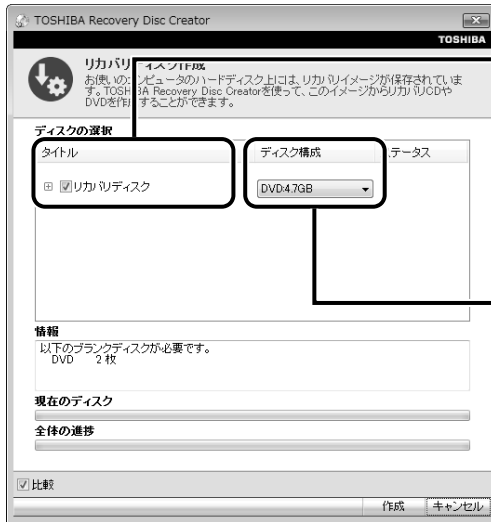 TOSHIBA Recovery Disc Creator
TOSHIBA
リカバリ ィスク作成
お使いの ンピュータのハードディスク上には、リカバリイメージが保存されていま
す。TOSH BA Recovery Disc Creatorを使って、このイメージからリカバリCDや
DVDを作 することができます。
ディスクの選択
タイトル ディスク構成 テータス
リカバリディスク DVD:4.7GB
情報
以下のブランクディスクが必要です。
DVD 2 枚
現在のディスク
全体の進捗
比較
作成 キャンセル